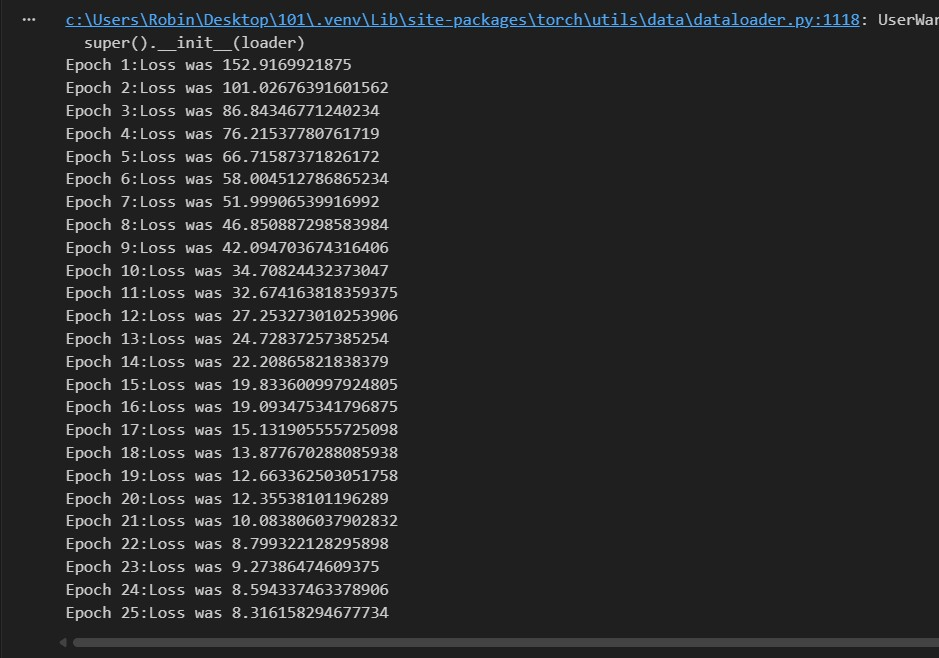 c:\Users\Robin\Desktop\101\.venv\Lib\site-packages\torch\utils\data\dataloader.py:1118: UserWar
super().__init__(loader)
Epoch 1:Loss was 152.9169921875
Epoch 2:Loss was 101.02676391601562
Epoch 3:Loss was 86.84346771240234
Epoch 4:Loss was 76.21537780761719
Epoch 5:Loss was 66.71587371826172
Epoch 6:Loss was 58.004512786865234
Epoch 7:Loss was 51.99906539916992
Epoch 8:Loss was 46.850887298583984
Epoch 9:Loss was 42.094703674316406
Epoch 10:Loss was 34.70824432373047
Epoch 11:Loss was 32.674163818359375
Epoch 12:Loss was 27.253273010253906
Epoch 13:Loss was 24.72837257385254
Epoch 14:Loss was 22.20865821838379
Epoch 15:Loss was 19.833600997924805
Epoch 16:Loss was 19.093475341796875
Epoch 17:Loss was 15.131905555725098
Epoch 18:Loss was 13.877670288085938
Epoch 19:Loss was 12.663362503051758
Epoch 20:Loss was 12.35538101196289
Epoch 21:Loss was 10.083806037902832
Epoch 22:Loss was 8.799322128295898
Epoch 23:Loss was 9.27386474609375
Epoch 24:Loss was 8.594337463378906
Epoch 25:Loss was 8.316158294677734